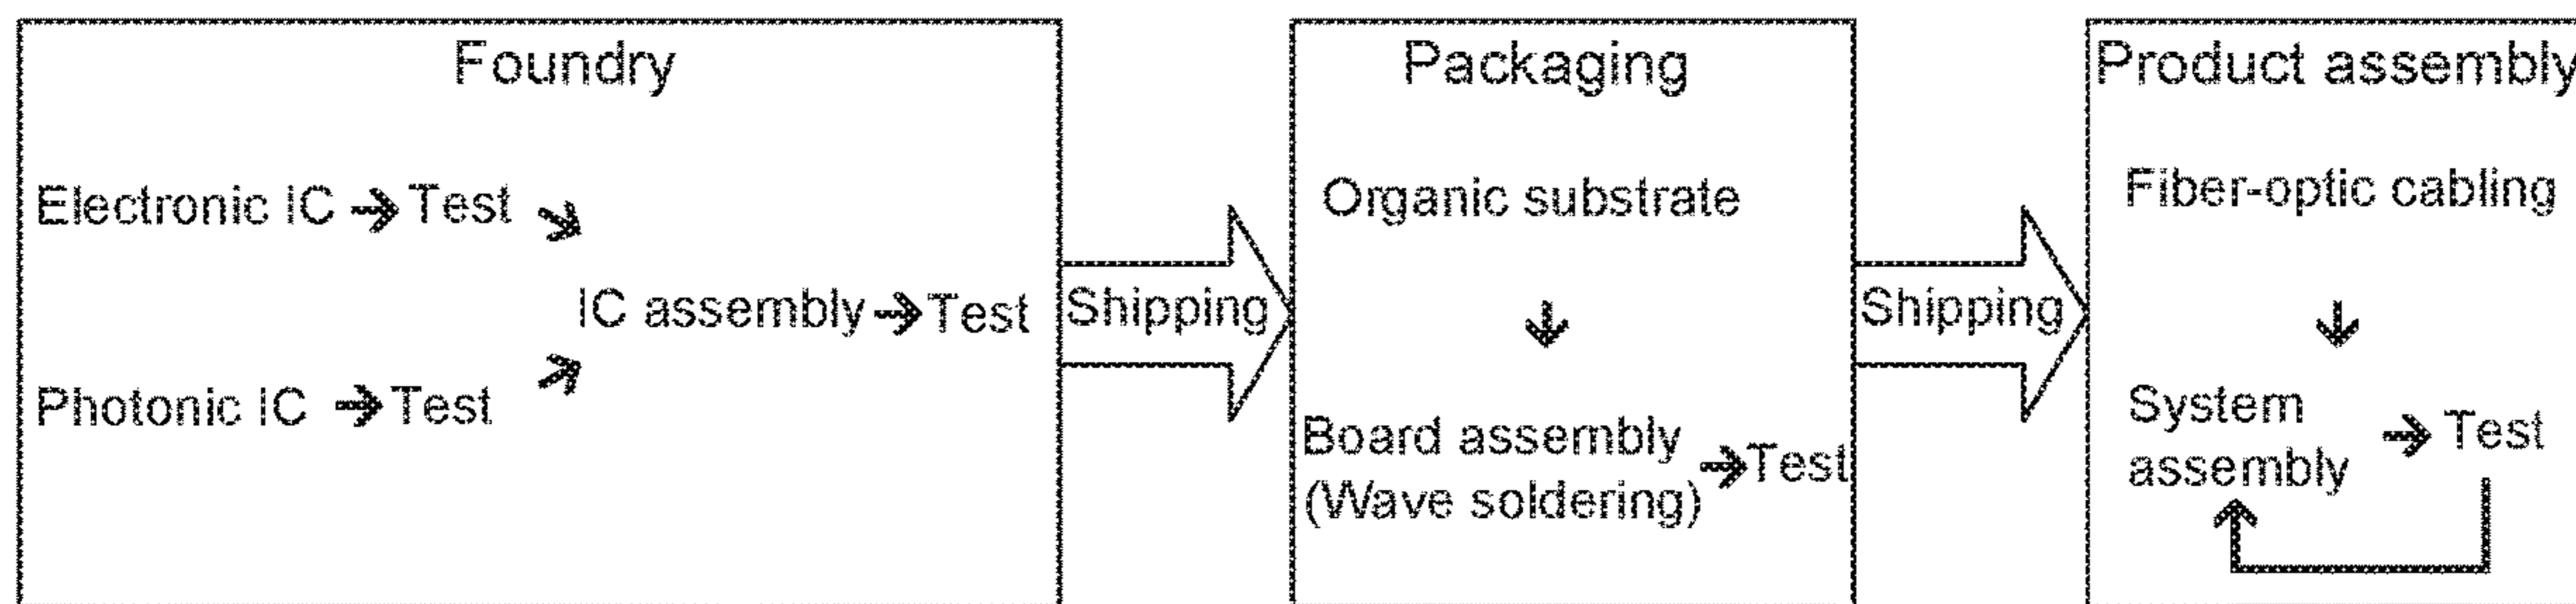 Foundry
Electronic IC → Test
IC assembly → Test
Photonic IC → Test
Shipping
Packaging
Organic substrate
Board assembly
(Wave soldering)
→ Test
Shipping
Product assembly
Fiber-optic cabling
System
assembly
→ Test